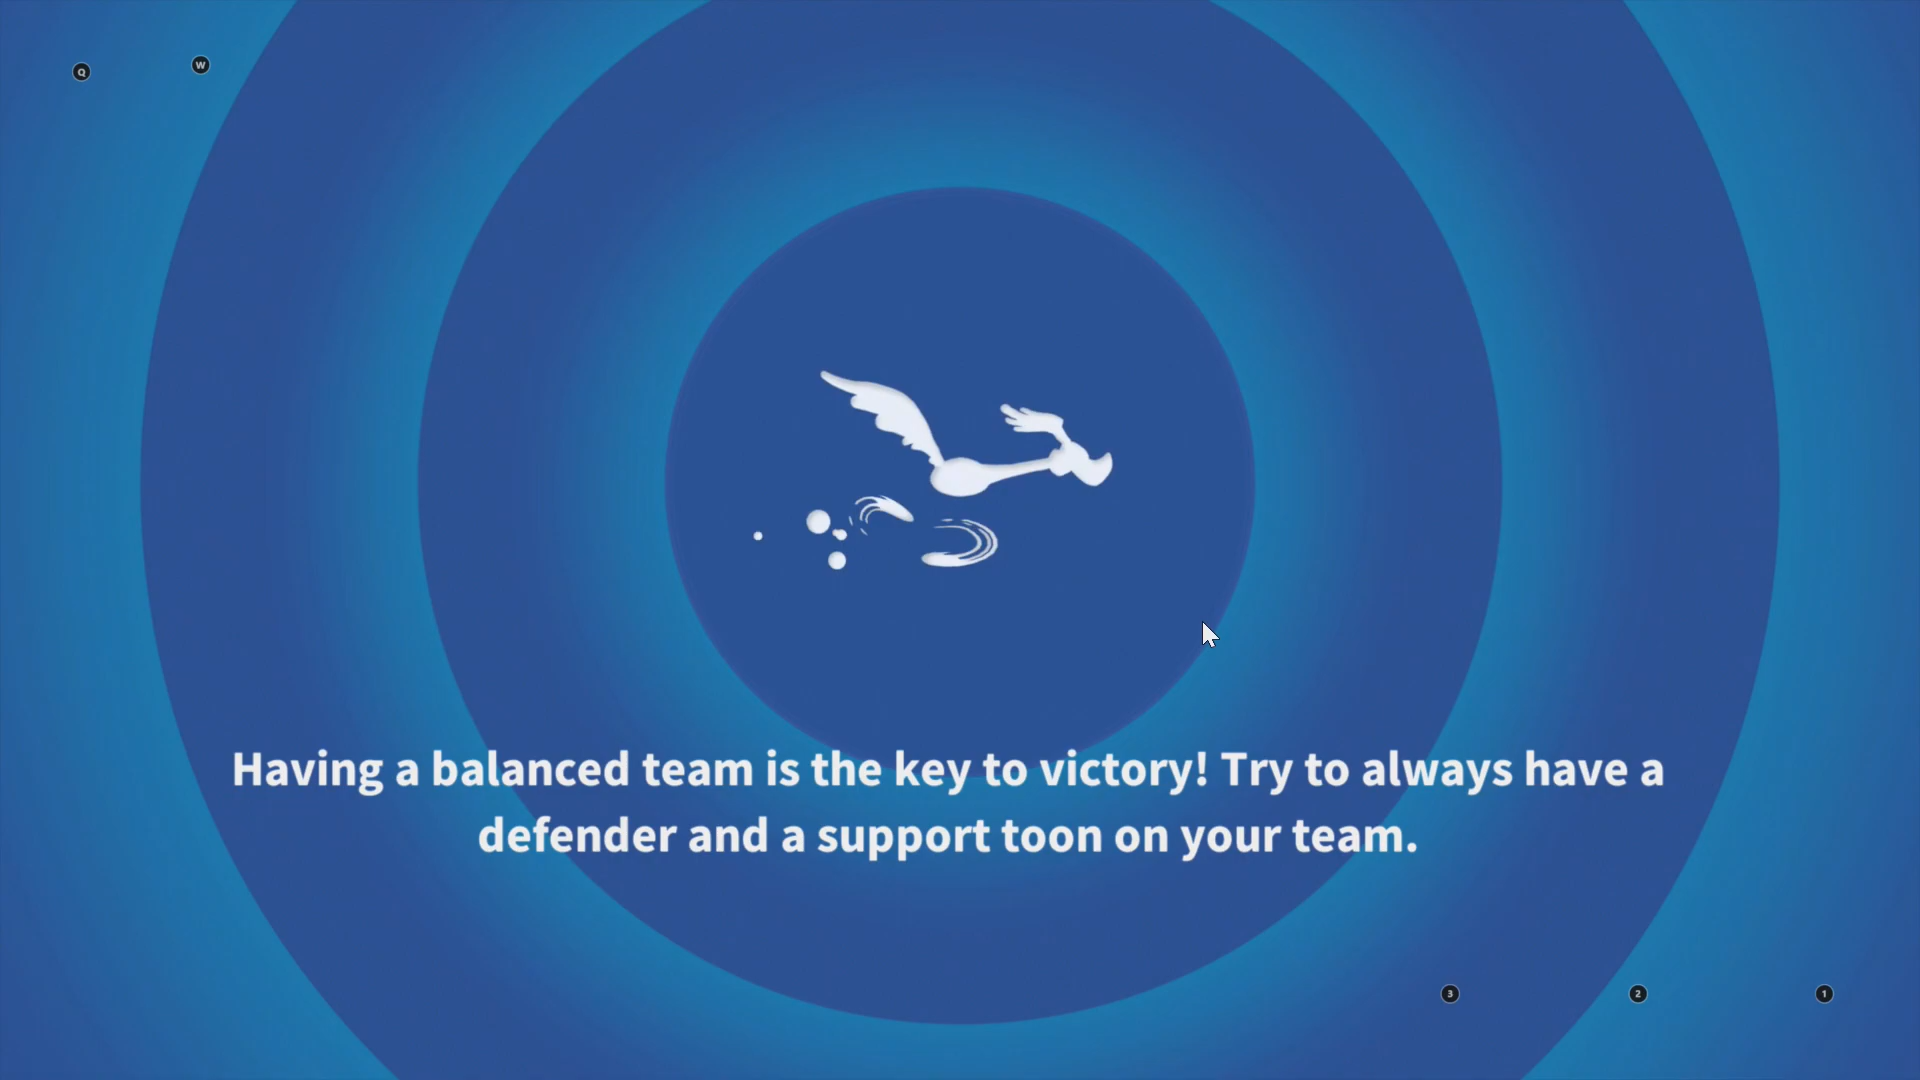 Q W
Having a balanced team is the key to victory! Try to always have a
defender and a support toon on your team.
3 2 1